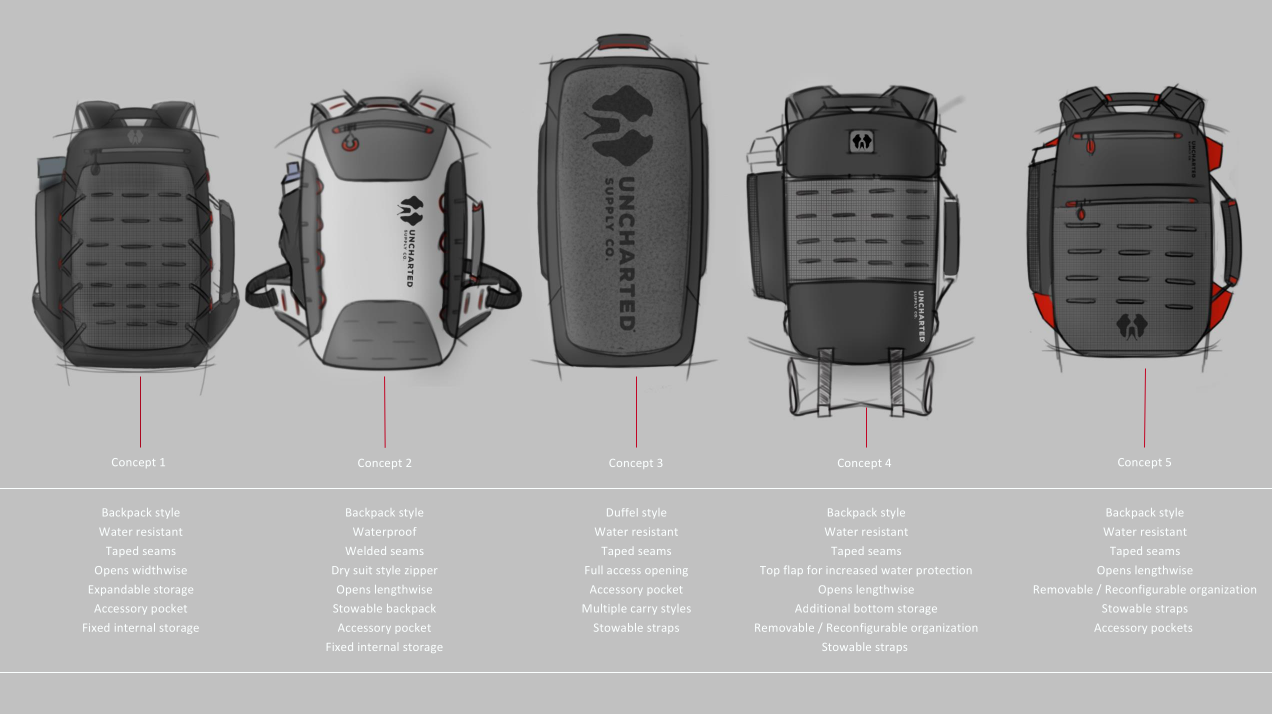 UNCHARTED
SUPPLY CO.
UNCHARTED
SUPPLY CO.
UNCHARTED
SUPPLY CO.
UNCHARTED
SUPPLY CO.
Concept 1
Concept 2
Concept 3
Concept 4
Concept 5
Backpack style
Water resistant
Taped seams
Opens widthwise
Expandable storage
Accessory pocket
Fixed internal storage
Backpack style
Waterproof
Welded seams
Dry suit style zipper
Opens lengthwise
Stowable backpack
Accessory pocket
Fixed internal storage
Duffel style
Water resistant
Taped seams
Full access opening
Accessory pocket
Multiple carry styles
Stowable straps
Backpack style
Water resistant
Taped seams
Top flap for increased water protection
Opens lengthwise
Additional bottom storage
Removable / Reconfigurable organization
Stowable straps
Backpack style
Water resistant
Taped seams
Opens lengthwise
Removable / Reconfigurable organization
Stowable straps
Accessory pockets